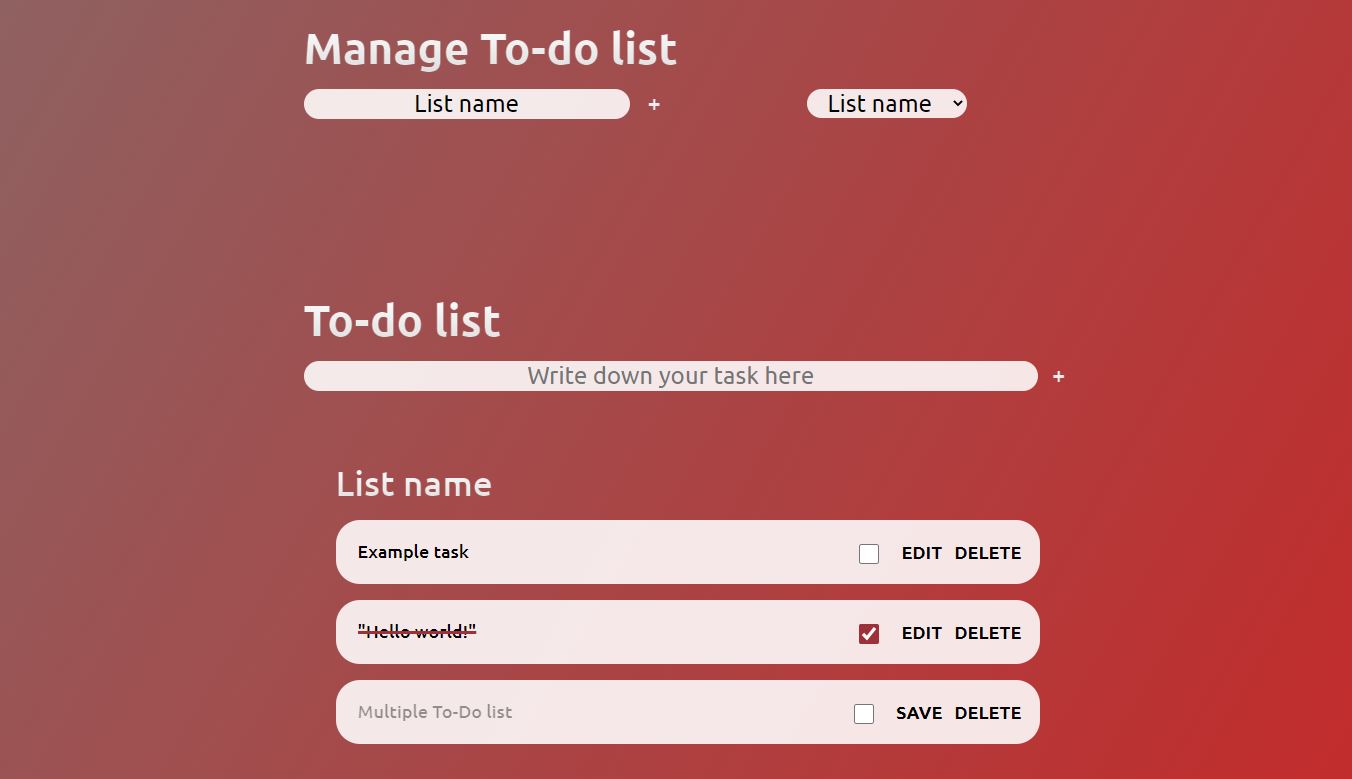 Manage To-do list
List name + List name
To-do list
Write down your task here +
List name
Example task EDIT DELETE
"Hello world!" EDIT DELETE
Multiple To-Do list SAVE DELETE